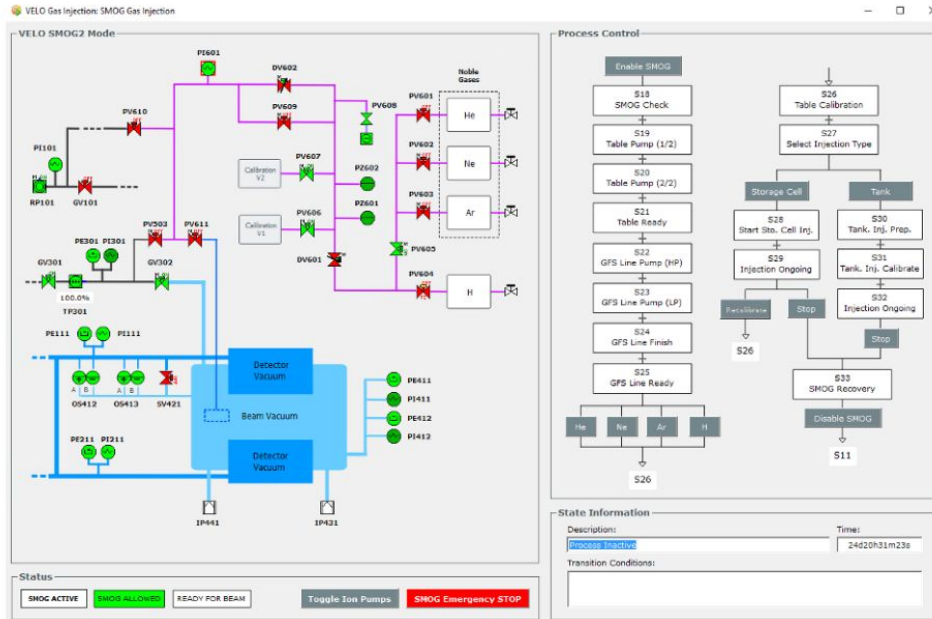 VELO Gas Injection: SMOG Gas Injection
VELO SMOG2 Mode
PI601
DV602
Noble
Gases
PV601
PV608
He
PV610
PV609
PI101
PV607
PV602
Calibration
V2
PZ602
Ne
RP101
GV101
PV606
PZ601
PV603
Calibration
V1
Ar
PV503
PV611
PE301
PI301
PV605
GV301
GV302
DV601
PV604
H
100.0%
TP301
PE111
PI111
Detector
Vacuum
A
B
A
B
OS412
OS413
SV421
PE411
Beam Vacuum
PI411
PE412
PE211
PI211
PI412
Detector
Vacuum
IP441
IP431
Status
SMOG ACTIVE
SMOG ALLOWED
READY FOR BEAM
Toggle Ion Pumps
SMOG Emergency STOP
Process Control
Enable SMOG
S18
SMOG Check
S19
Table Pump (1/2)
S20
Table Pump (2/2)
S21
Table Ready
S22
GFS Line Pump (HP)
S23
GFS Line Pump (LP)
S24
GFS Line Finish
S25
GFS Line Ready
He
Ne
Ar
H
S26
S26
Table Calibration
S27
Select Injection Type
Storage Cell
Tank
S28
Start Sto. Cell Inj.
S29
Injection Ongoing
Recalibrate
Stop
S26
S30
Tank. Inj. Prep.
S31
Tank. Inj. Calibrate
S32
Injection Ongoing
Stop
S33
SMOG Recovery
Disable SMOG
S11
State Information
Description:
Time:
Process Inactive
24d20h31m23s
Transition Conditions: